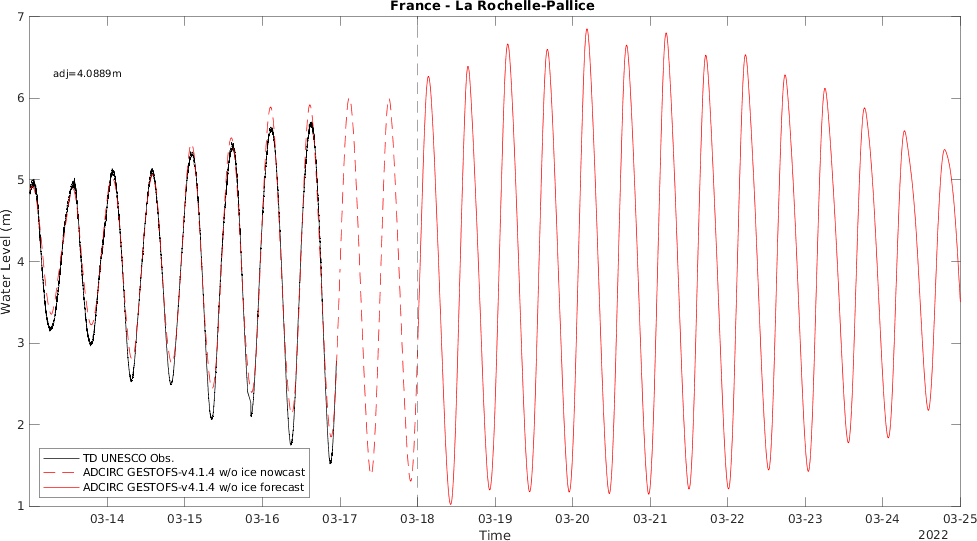 France - La Rochelle-Pallice
adj=4.0889m
Water Level (m)
7
6
5
4
3
2
1
TD UNESCO Obs.
ADCIRC GESTOFS-v4.1.4 w/o ice nowcast
ADCIRC GESTOFS-v4.1.4 w/o ice forecast
03-14 03-15 03-16 03-17 03-18 03-19 03-20 03-21 03-22 03-23 03-24 03-25
Time
2022